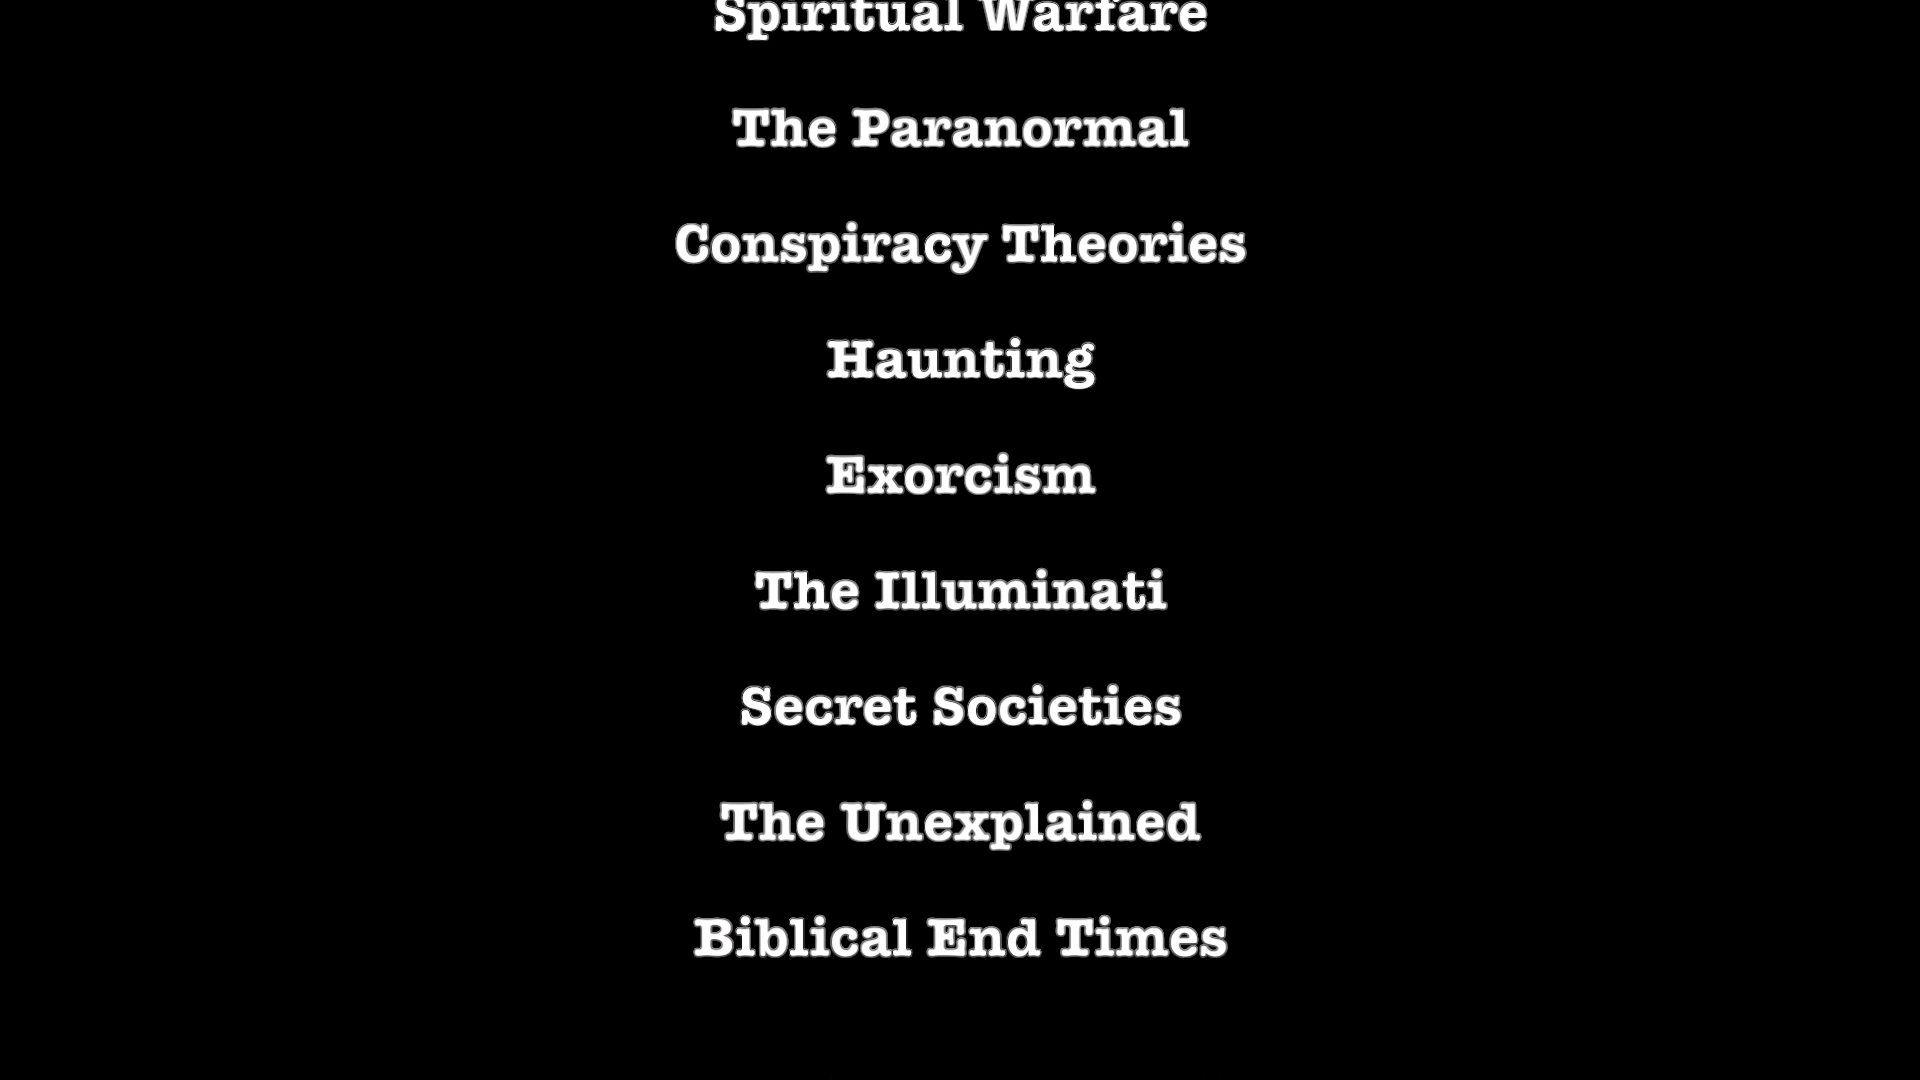 Spiritual Warfare
The Paranormal
Conspiracy Theories
Haunting
Exorcism
The Illuminati
Secret Societies
The Unexplained
Biblical End Times